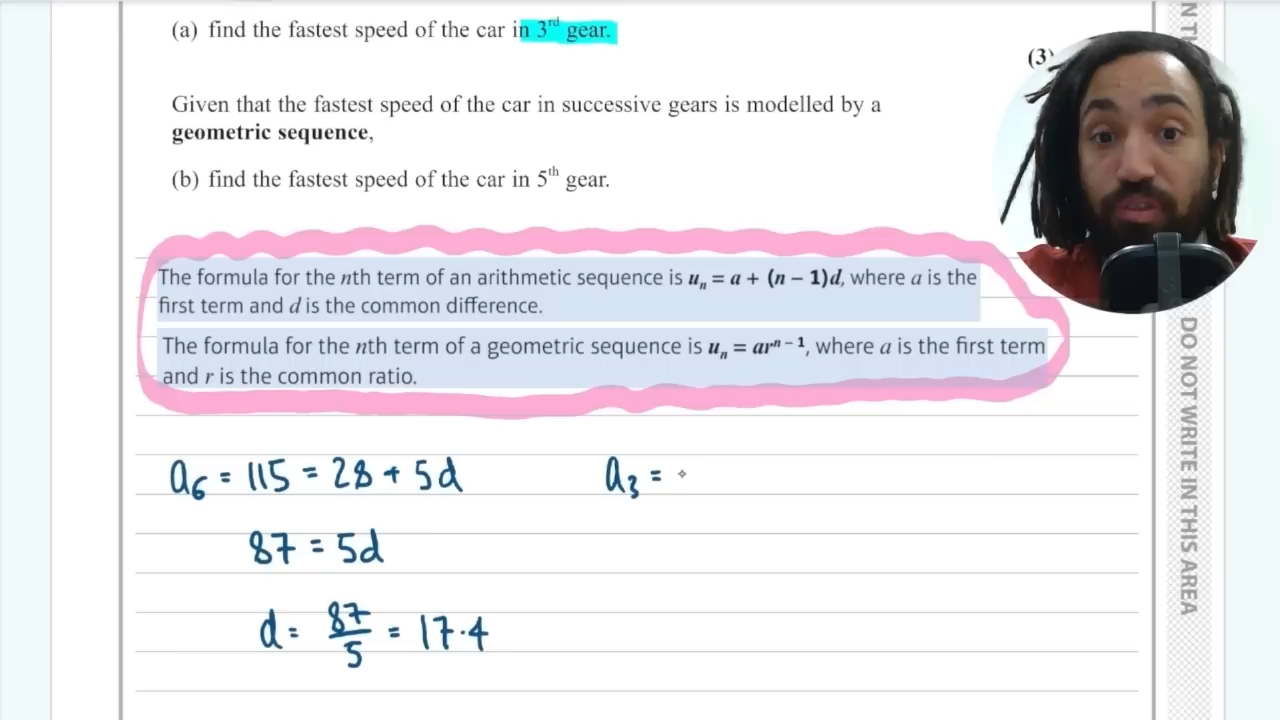 (a) find the fastest speed of the car in 3rd gear.
(3)
Given that the fastest speed of the car in successive gears is modelled by a
geometric sequence,
(b) find the fastest speed of the car in 5th gear.
The formula for the nth term of an arithmetic sequence is uₙ = a + (n − 1)d, where a is the
first term and d is the common difference.
The formula for the nth term of a geometric sequence is uₙ = arⁿ⁻¹, where a is the first term
and r is the common ratio.
a₆ = 115 = 28 + 5d
87 = 5d
d = 87/5 = 17.4
a₃ =
DO NOT WRITE IN THIS AREA